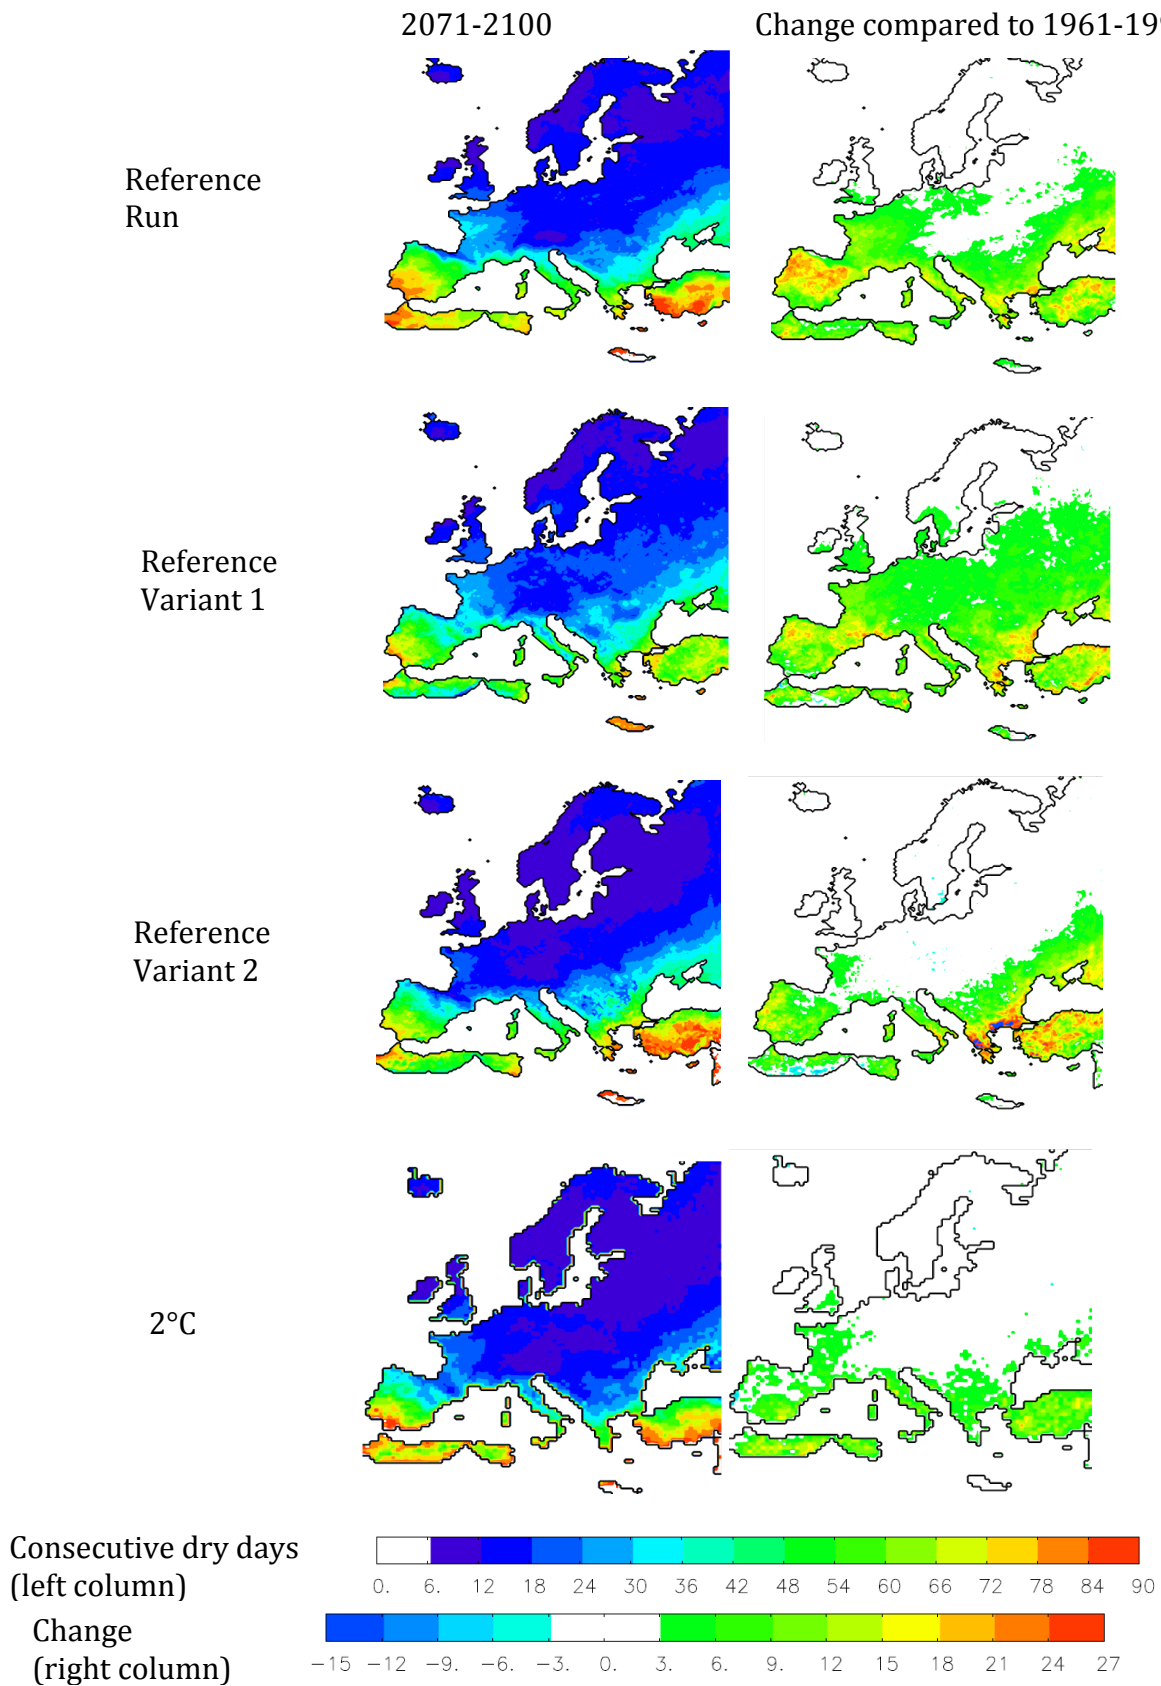 2071-2100
Change compared to 1961-19
Reference
Run
Reference
Variant 1
Reference
Variant 2
2°C
Consecutive dry days
(left column)
0. 6. 12 18 24 30 36 42 48 54 60 66 72 78 84 90
Change
(right column)
−15 −12 −9. −6. −3. 0. 3. 6. 9. 12 15 18 21 24 27